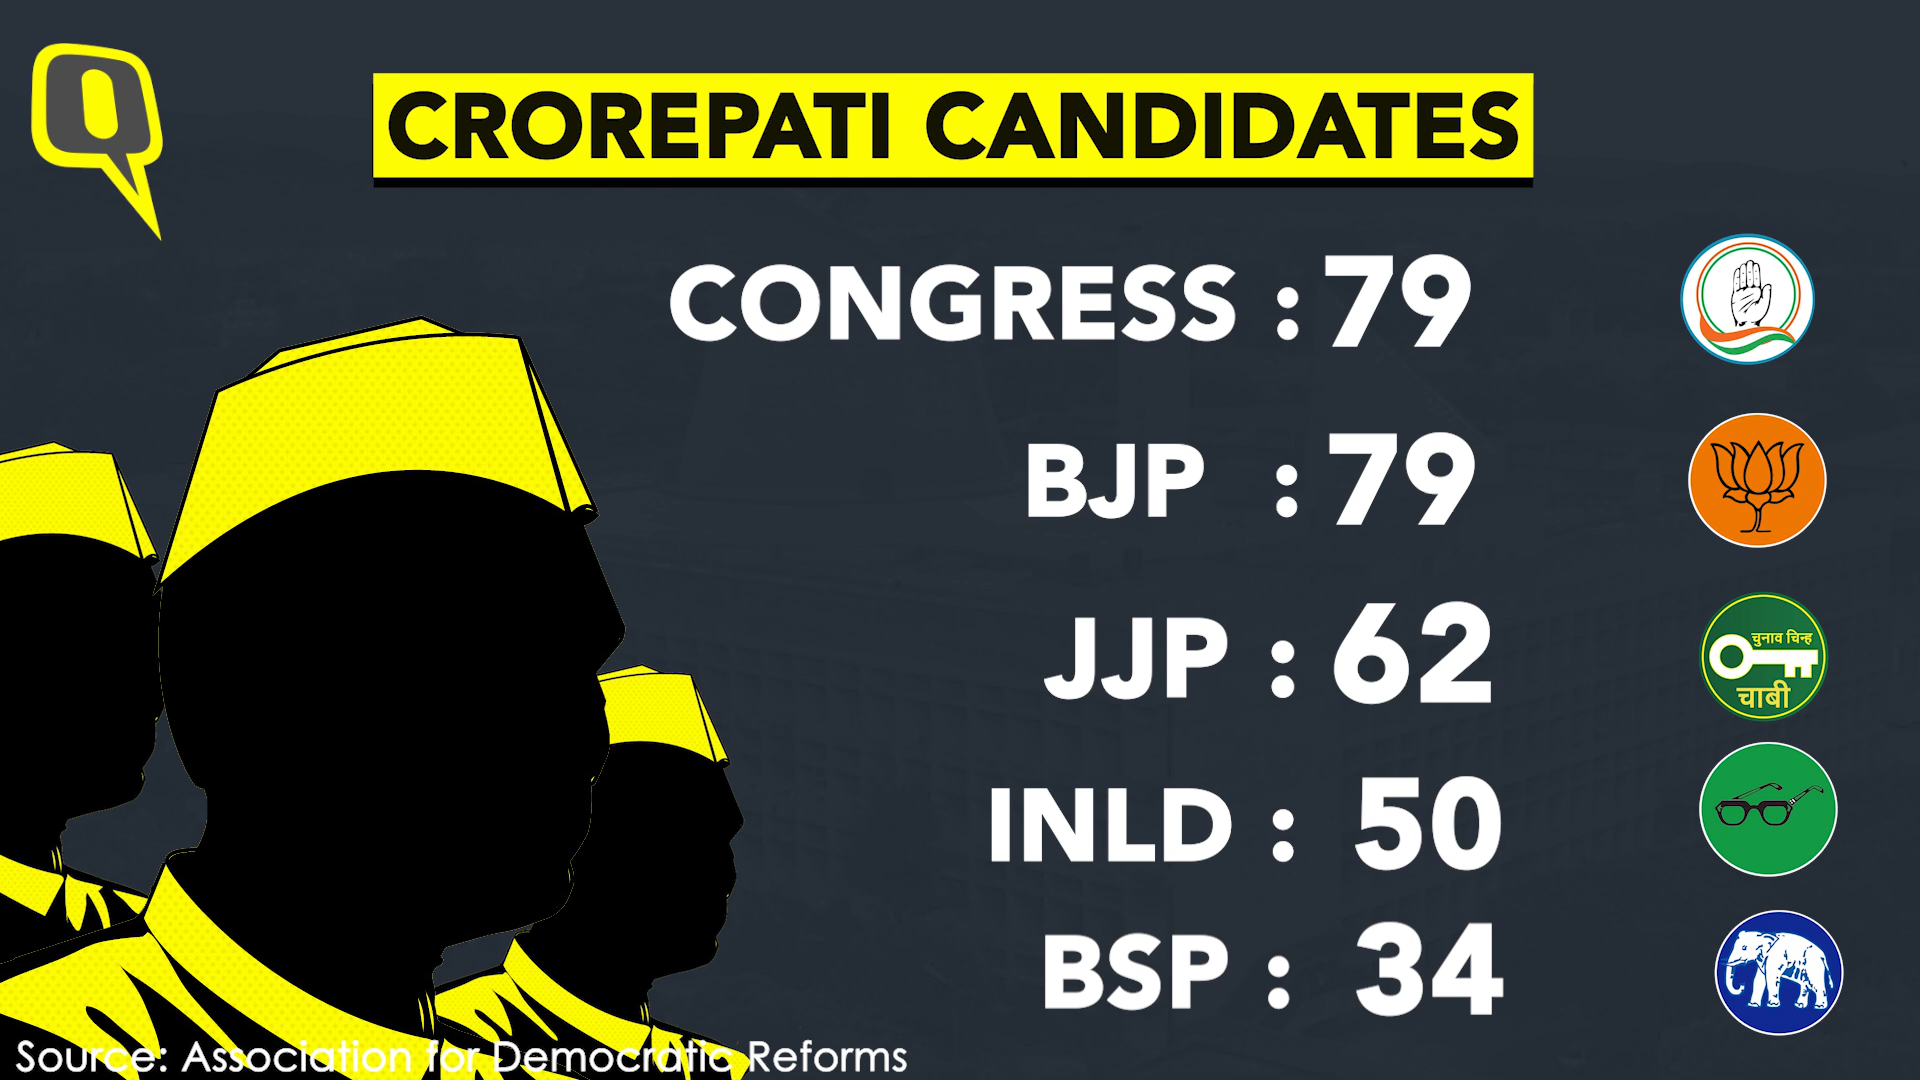 CROREPATI CANDIDATES
CONGRESS : 79
BJP : 79
JJP : 62
चुनाव चिन्ह
चाबी
INLD : 50
BSP : 34
Source: Association for Democratic Reforms